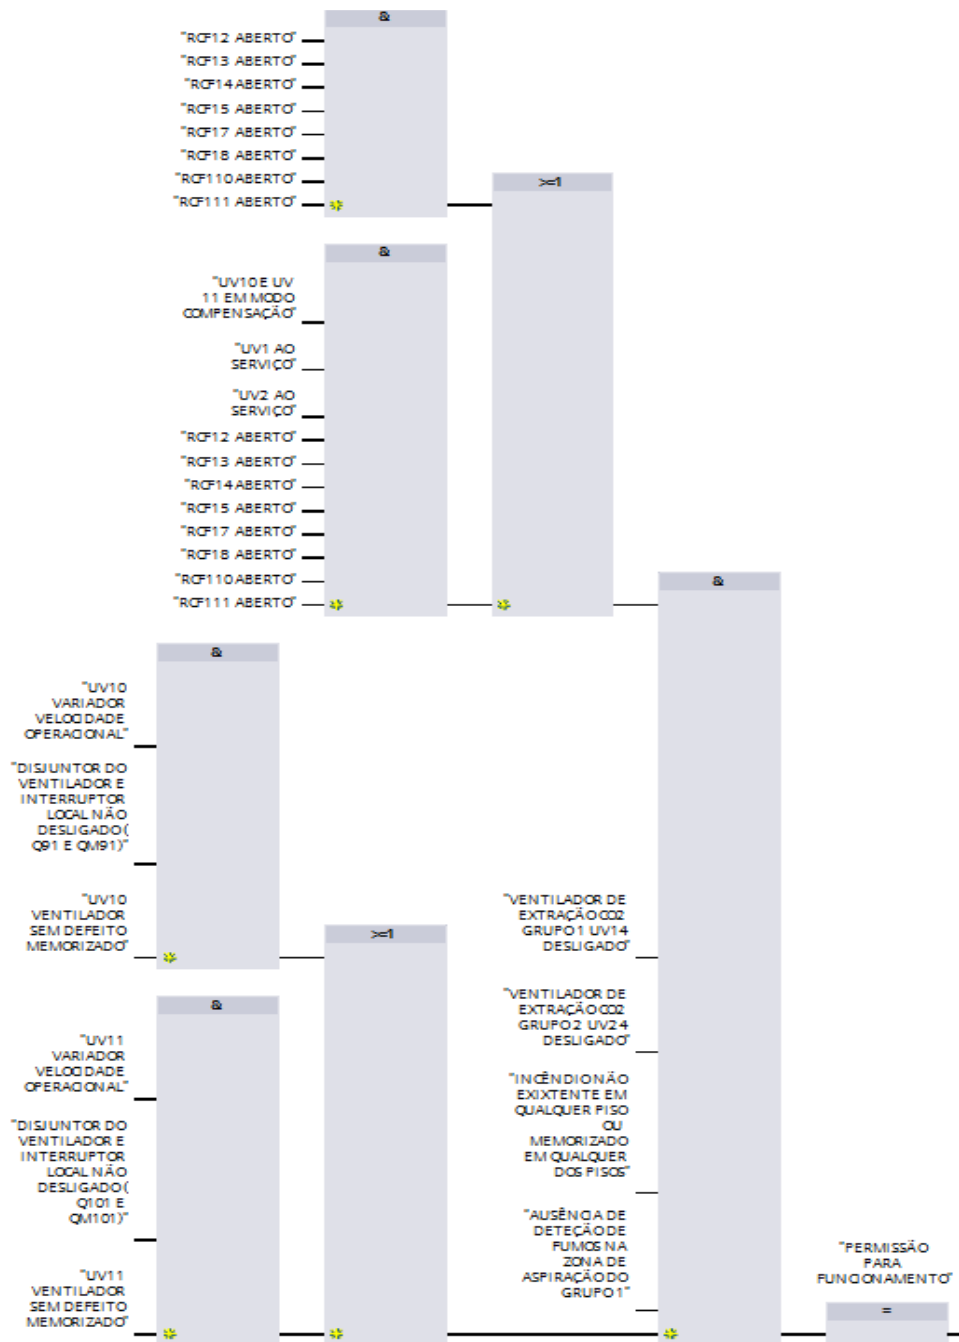 &
"RCF12 ABERTO"
"RCF13 ABERTO"
"RCF14 ABERTO"
"RCF15 ABERTO"
"RCF17 ABERTO"
"RCF18 ABERTO"
"RCF110 ABERTO"
"RCF111 ABERTO"
>=1
&
"UV10 E UV
11 EM MODO
COMPENSAÇÃO"
"UV1 AO
SERVIÇO"
"UV2 AO
SERVIÇO"
"RCF12 ABERTO"
"RCF13 ABERTO"
"RCF14 ABERTO"
"RCF15 ABERTO"
"RCF17 ABERTO"
"RCF18 ABERTO"
"RCF110 ABERTO"
"RCF111 ABERTO"
&
&
"UV10
VARIADOR
VELOCIDADE
OPERACIONAL"
"DISJUNTOR DO
VENTILADOR E
INTERRUPTOR
LOCAL NÃO
DESLIGADO (
Q91 E QM91)"
"UV10
VENTILADOR
SEM DEFEITO
MEMORIZADO"
>=1
&
"UV11
VARIADOR
VELOCIDADE
OPERACIONAL"
"DISJUNTOR DO
VENTILADOR E
INTERRUPTOR
LOCAL NÃO
DESLIGADO (
Q101 E
QM101)"
"UV11
VENTILADOR
SEM DEFEITO
MEMORIZADO"
"VENTILADOR DE
EXTRAÇÃO CO2
GRUPO 1 UV14
DESLIGADO"
"VENTILADOR DE
EXTRAÇÃO CO2
GRUPO 2 UV24
DESLIGADO"
"INCÊNDIO NÃO
EXIXTENTE EM
QUALQUER PISO
OU
MEMORIZADO
EM QUALQUER
DOS PISOS"
"AUSÊNCIA DE
DETEÇÃO DE
FUMOS NA
ZONA DE
ASPIRAÇÃO DO
GRUPO 1"
"PERMISSÃO
PARA
FUNCIONAMENTO"
=